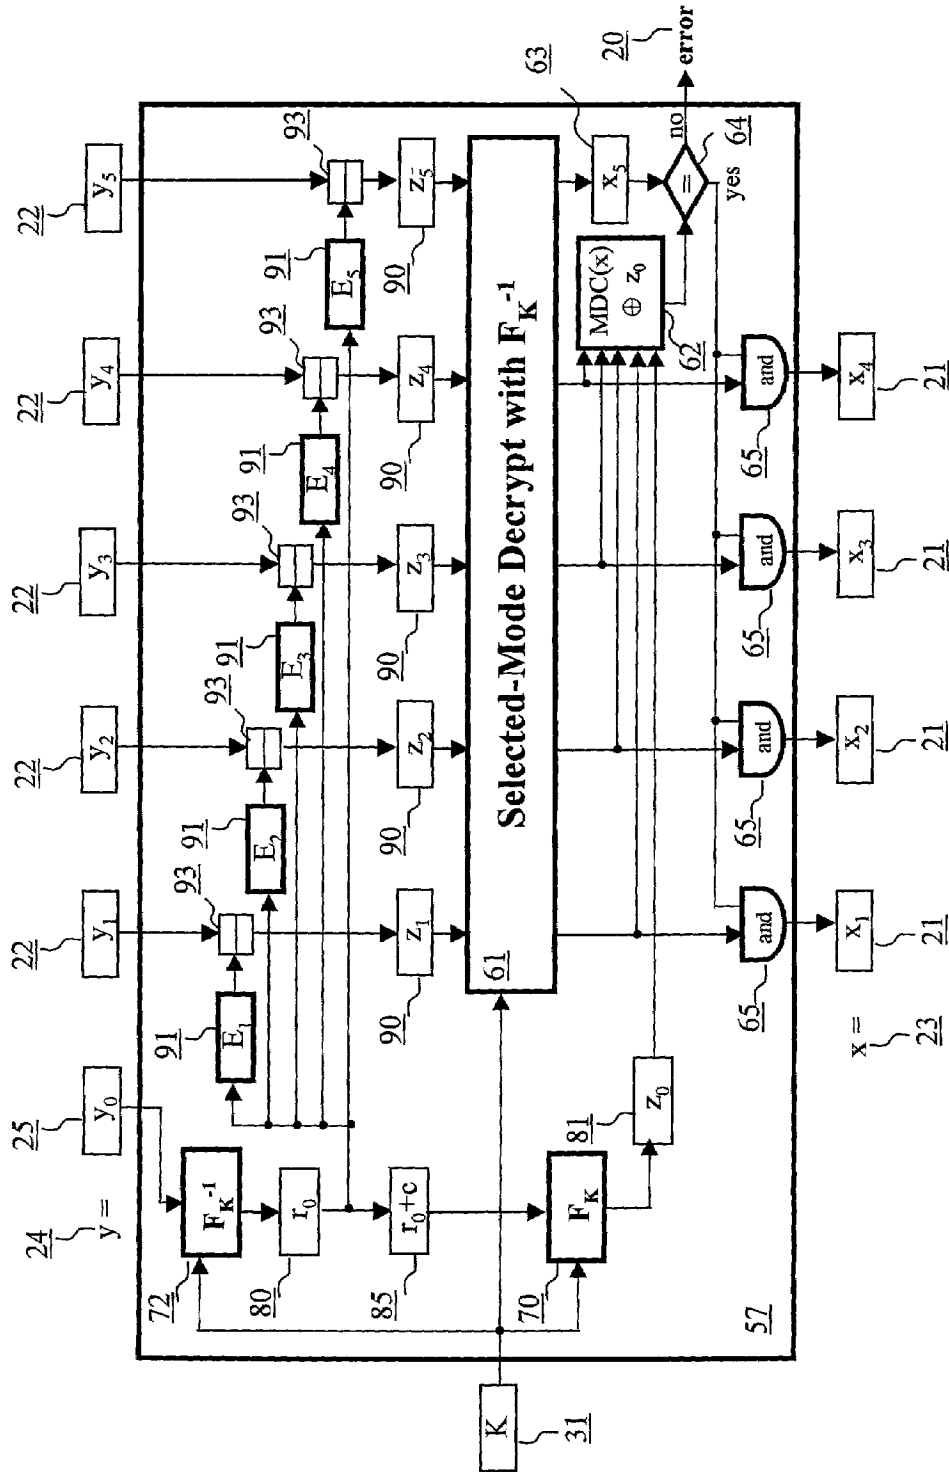 24
y =
25
y₀
22
y₁
22
y₂
22
y₃
22
y₄
22
y₅
72
F_K⁻¹
80
r₀
85
r₀+c
91
E₁
93
91
E₂
93
91
E₃
93
91
E₄
93
91
E₅
93
90
z₁
90
z₂
90
z₃
90
z₄
90
z₅
K
31
61
Selected-Mode Decrypt with F_K⁻¹
70
F_K
81
z₀
MDC(x)
⊕ z₀
62
x₅
63
=
64
no
yes
20
error
65
and
65
and
65
and
65
and
57
x =
23
x₁
21
x₂
21
x₃
21
x₄
21